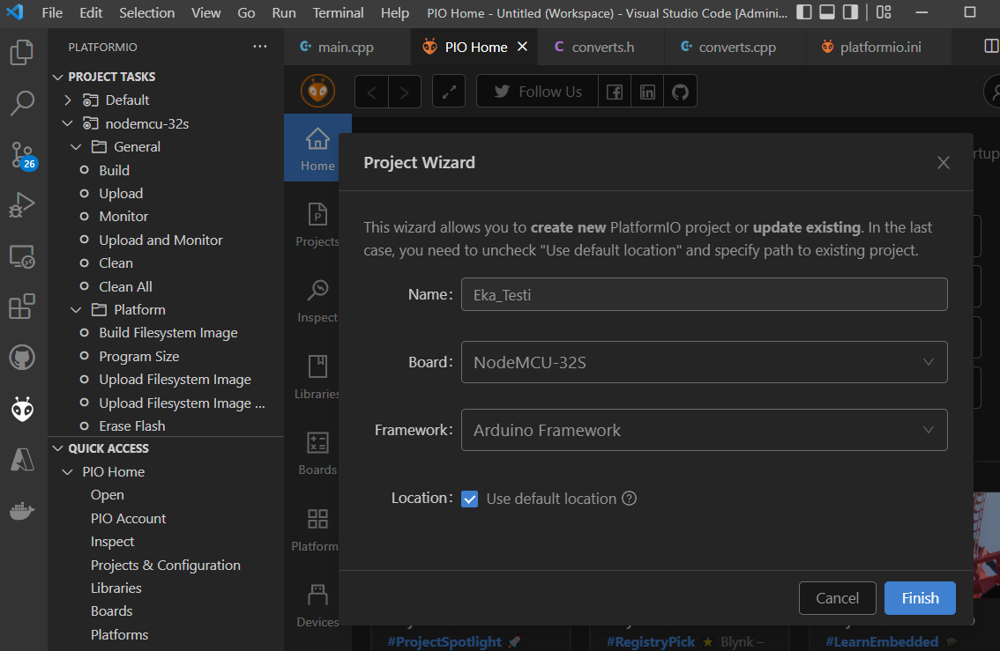 File Edit Selection View Go Run Terminal Help PIO Home - Untitled (Workspace) - Visual Studio Code [Admini...
PLATFORMIO ...
main.cpp PIO Home converts.h converts.cpp platformio.ini
PROJECT TASKS
Default
nodemcu-32s
General
Build
Upload
Monitor
Upload and Monitor
Clean
Clean All
Platform
Build Filesystem Image
Program Size
Upload Filesystem Image
Upload Filesystem Image ...
Erase Flash
QUICK ACCESS
PIO Home
Open
PIO Account
Inspect
Projects & Configuration
Libraries
Boards
Platforms
26
Follow Us
Home
Projects
Inspect
Libraries
Boards
Platform
Devices
Project Wizard
This wizard allows you to create new PlatformIO project or update existing. In the last
case, you need to uncheck "Use default location" and specify path to existing project.
Name: Eka_Testi
Board: NodeMCU-32S
Framework: Arduino Framework
Location: Use default location ?
Cancel Finish
#ProjectSpotlight #RegistryPick Blynk – #LearnEmbedded